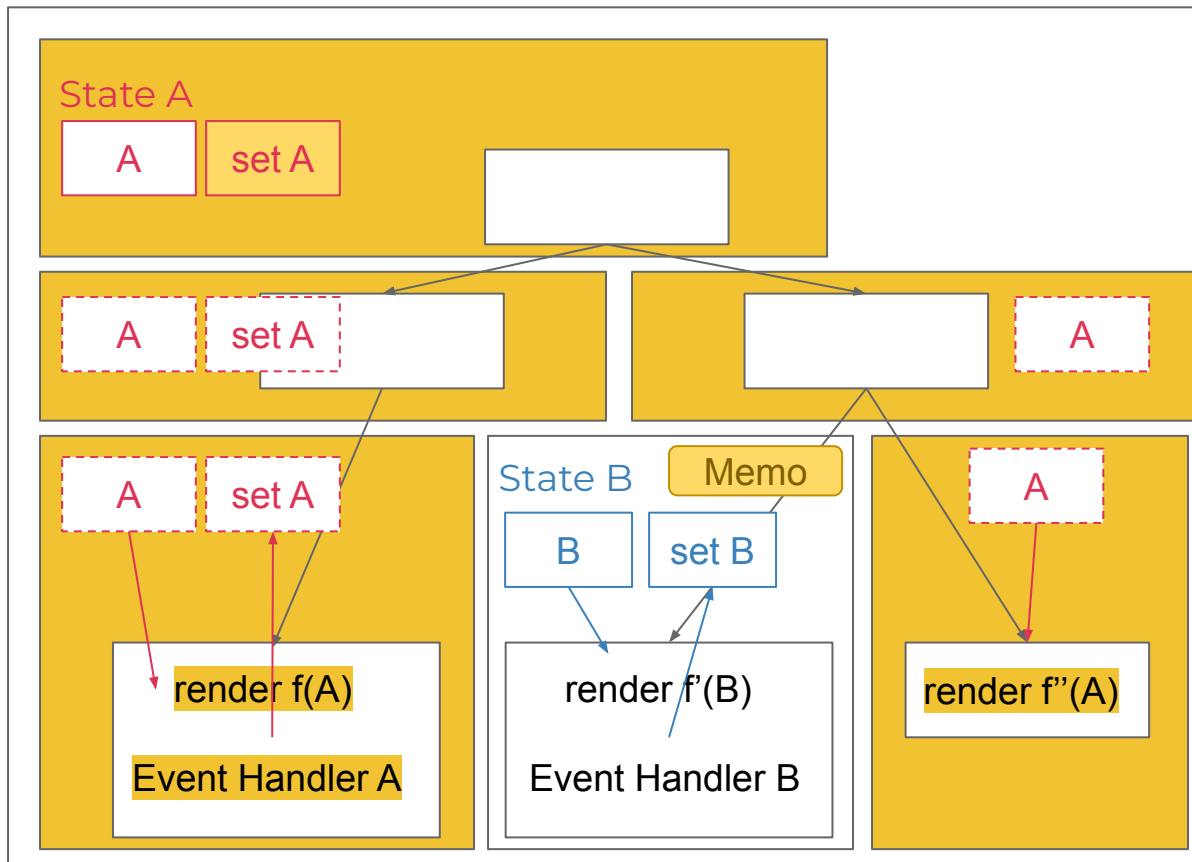 State A
A
set A
A
set A
A
A
set A
State B
Memo
B
set B
A
render f(A)
Event Handler A
render f’(B)
Event Handler B
render f’’(A)